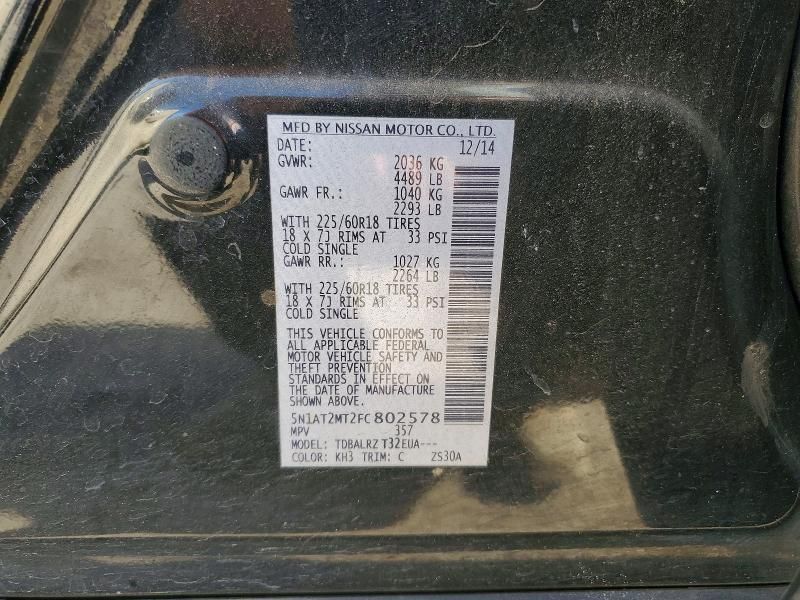 MFD BY NISSAN MOTOR CO., LTD.
DATE: 12/14
GVWR: 2036 KG
4489 LB
GAWR FR.: 1040 KG
2293 LB
WITH 225/60R18 TIRES
18 X 7J RIMS AT 33 PSI
COLD SINGLE
GAWR RR.: 1027 KG
2264 LB
WITH 225/60R18 TIRES
18 X 7J RIMS AT 33 PSI
COLD SINGLE
THIS VEHICLE CONFORMS TO
ALL APPLICABLE FEDERAL
MOTOR VEHICLE SAFETY AND
THEFT PREVENTION
STANDARDS IN EFFECT ON
THE DATE OF MANUFACTURE
SHOWN ABOVE.
5N1AT2MT2FC802578
MPV 357
MODEL: TDBALRZ T32EUA---
COLOR: KH3 TRIM: C ZS30A